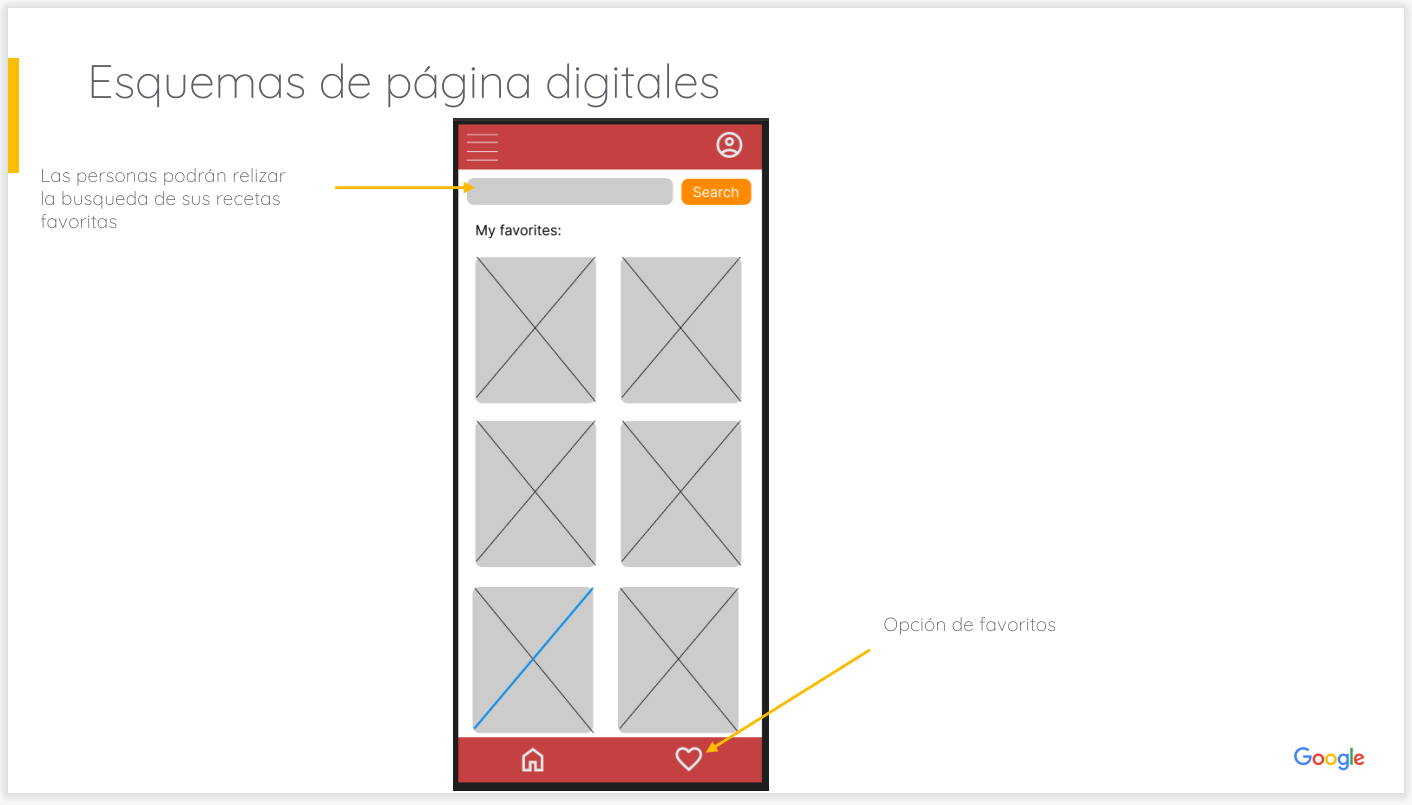 Esquemas de página digitales
Las personas podrán relizar
la busqueda de sus recetas
favoritas
Search
My favorites:
Opción de favoritos
Google